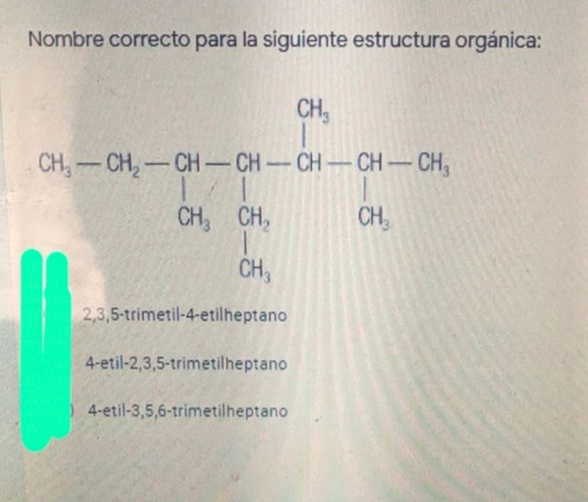 Nombre correcto para la siguiente estructura orgánica:
CH₃
CH₃ — CH₂ — CH — CH — CH — CH — CH₃
CH₃ CH₂ CH₃
CH₃
2,3,5-trimetil-4-etilheptano
4-etil-2,3,5-trimetilheptano
) 4-etil-3,5,6-trimetilheptano